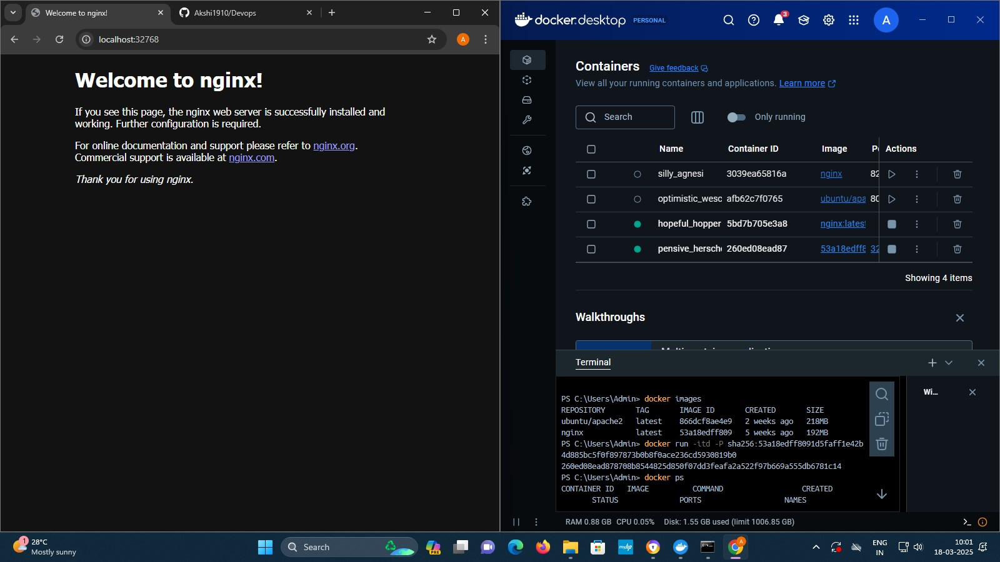 Welcome to nginx!
Akshi1910/Devops
localhost:32768
A
Welcome to nginx!
If you see this page, the nginx web server is successfully installed and
working. Further configuration is required.
For online documentation and support please refer to nginx.org.
Commercial support is available at nginx.com.
Thank you for using nginx.
docker.desktop PERSONAL
3
A
Containers Give feedback
View all your running containers and applications. Learn more
Search
Only running
Name Container ID Image Po Actions
silly_agnesi 3039ea65816a nginx 82
optimistic_wesc afb62c7f0765 ubuntu/apa 80
hopeful_hopper 5bd7b705e3a8 nginx:latest
pensive_hersche 260ed08ead87 53a18edff8 32
Showing 4 items
Walkthroughs
Terminal
PS C:\Users\Admin> docker images
REPOSITORY TAG IMAGE ID CREATED SIZE
ubuntu/apache2 latest 866dcf8ae4e9 2 weeks ago 218MB
nginx latest 53a18edff809 5 weeks ago 192MB
PS C:\Users\Admin> docker run -itd -P sha256:53a18edff8091d5faff1e42b
4d885bc5f0f897873b0b8f0ace236cd5930819b0
260ed08ead878708b8544825d850f07dd3feafa2a522f97b669a555db6781c14
PS C:\Users\Admin> docker ps
CONTAINER ID IMAGE COMMAND CREATED
STATUS PORTS NAMES
Wi...
RAM 0.88 GB CPU 0.05% Disk: 1.55 GB used (limit 1006.85 GB)
1
28°C
Mostly sunny
Search
PRE
myhp
A
ENG
IN
10:01
18-03-2025